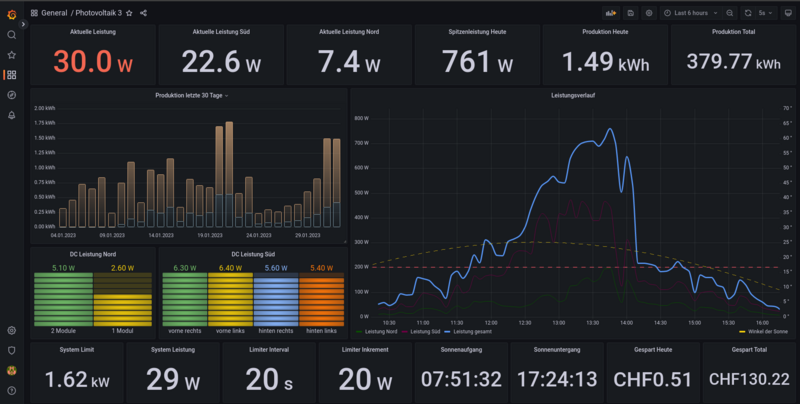 General / Photovoltaik 3
Last 6 hours
5s
Aktuelle Leistung
30.0 W
Aktuelle Leistung Süd
22.6 W
Aktuelle Leistung Nord
7.4 W
Spitzenleistung Heute
761 W
Produktion Heute
1.49 kWh
Produktion Total
379.77 kWh
Produktion letzte 30 Tage
2.00 kWh
1.75 kWh
1.50 kWh
1.25 kWh
1.00 kWh
0.75 kWh
0.50 kWh
0.25 kWh
0.00 kWh
04.01.2023
09.01.2023
14.01.2023
19.01.2023
24.01.2023
29.01.2023
Leistungsverlauf
800 W
700 W
600 W
500 W
400 W
300 W
200 W
100 W
0 W
70 °
65 °
60 °
55 °
50 °
45 °
40 °
35 °
30 °
25 °
20 °
15 °
10 °
5 °
0 °
10:30
11:00
11:30
12:00
12:30
13:00
13:30
14:00
14:30
15:00
15:30
16:00
Leistung Nord
Leistung Süd
Leistung gesamt
Winkel der Sonne
DC Leistung Nord
5.10 W
2.60 W
2 Module
1 Modul
DC Leistung Süd
6.30 W
6.40 W
5.60 W
5.40 W
vorne rechts
vorne links
hinten rechts
hinten links
System Limit
1.62 kW
System Leistung
29 W
Limiter Interval
20 s
Limiter Inkrement
20 W
Sonnenaufgang
07:51:32
Sonnenuntergang
17:24:13
Gespart Heute
CHF0.51
Gespart Total
CHF130.22